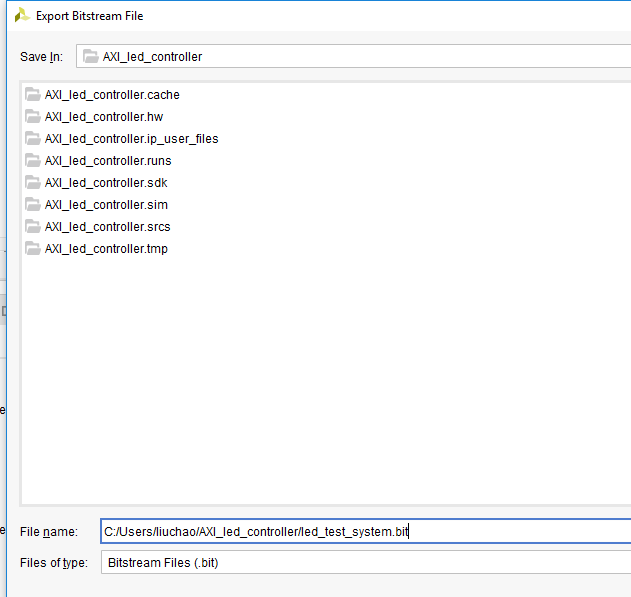 Export Bitstream File
Save In: AXI_led_controller
AXI_led_controller.cache
AXI_led_controller.hw
AXI_led_controller.ip_user_files
AXI_led_controller.runs
AXI_led_controller.sdk
AXI_led_controller.sim
AXI_led_controller.srcs
AXI_led_controller.tmp
File name: C:/Users/liuchao/AXI_led_controller/led_test_system.bit
Files of type: Bitstream Files (.bit)